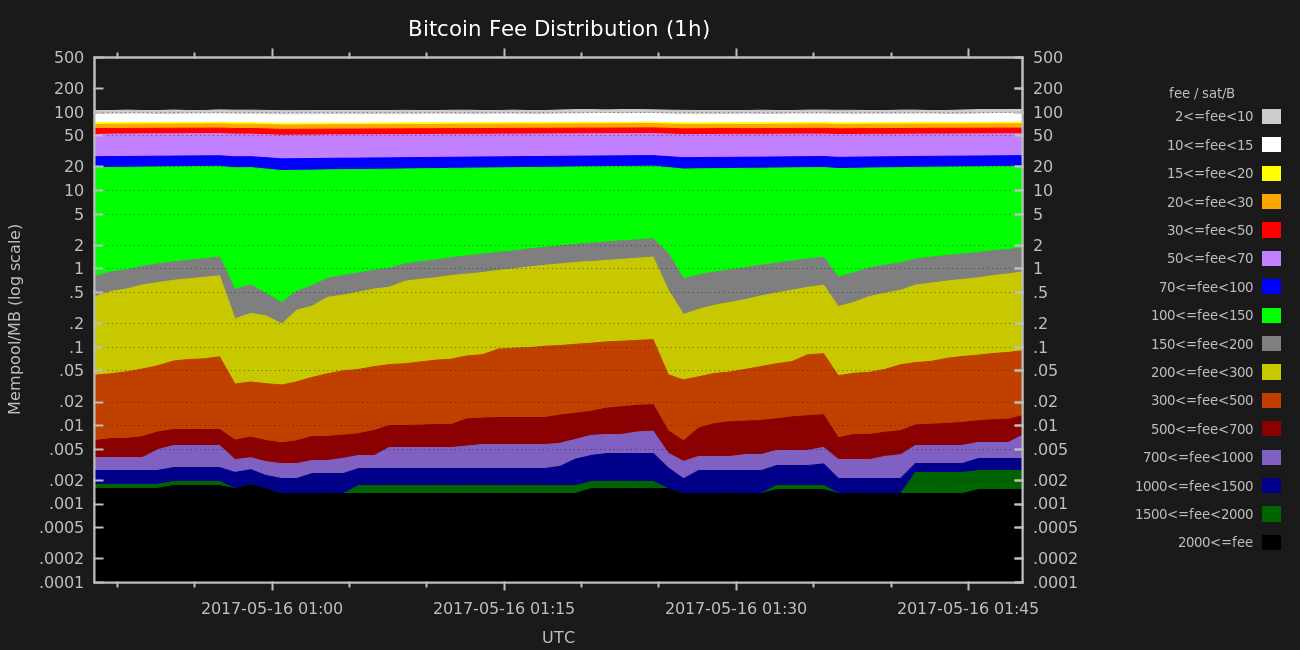 Bitcoin Fee Distribution (1h)
500 500
200 200
100 100
50 50
20 20
10 10
5 5
2 2
1 1
.5 .5
.2 .2
.1 .1
.05 .05
.02 .02
.01 .01
.005 .005
.002 .002
.001 .001
.0005 .0005
.0002 .0002
.0001 .0001
Mempool/MB (log scale)
2017-05-16 01:00 2017-05-16 01:15 2017-05-16 01:30 2017-05-16 01:45
UTC
fee / sat/B
2<=fee<10
10<=fee<15
15<=fee<20
20<=fee<30
30<=fee<50
50<=fee<70
70<=fee<100
100<=fee<150
150<=fee<200
200<=fee<300
300<=fee<500
500<=fee<700
700<=fee<1000
1000<=fee<1500
1500<=fee<2000
2000<=fee